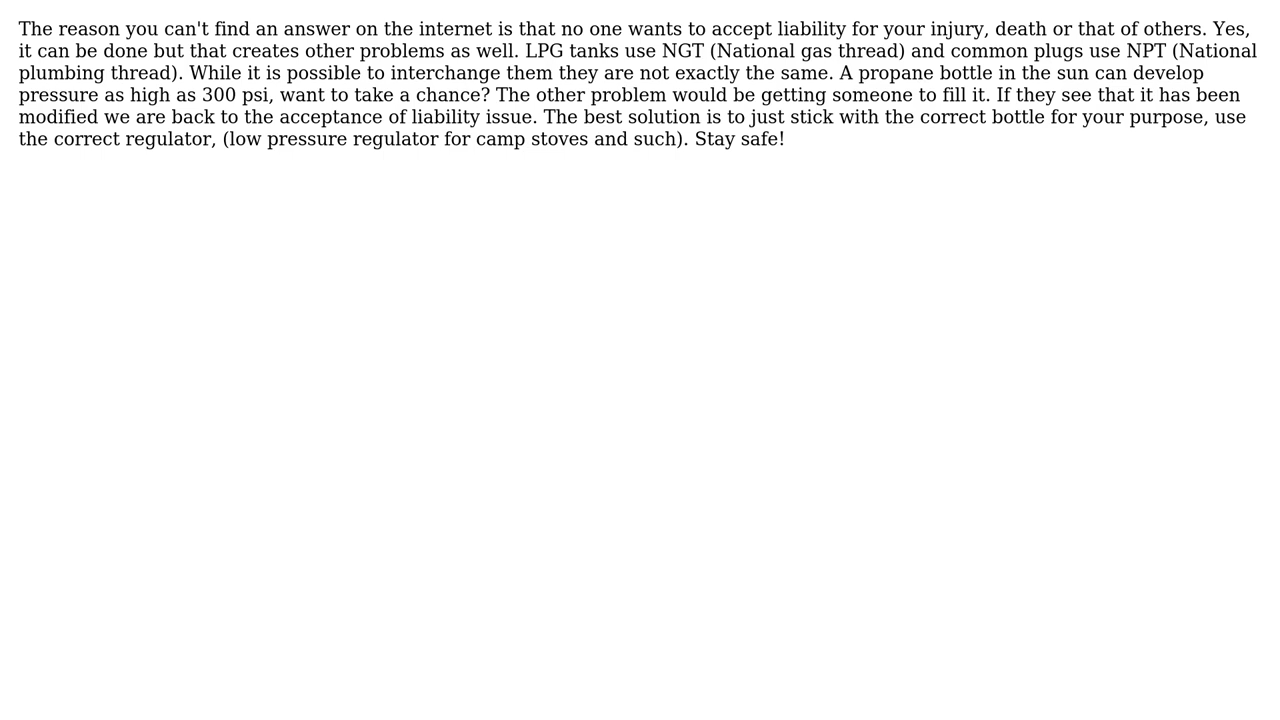 The reason you can't find an answer on the internet is that no one wants to accept liability for your injury, death or that of others. Yes,
it can be done but that creates other problems as well. LPG tanks use NGT (National gas thread) and common plugs use NPT (National
plumbing thread). While it is possible to interchange them they are not exactly the same. A propane bottle in the sun can develop
pressure as high as 300 psi, want to take a chance? The other problem would be getting someone to fill it. If they see that it has been
modified we are back to the acceptance of liability issue. The best solution is to just stick with the correct bottle for your purpose, use
the correct regulator, (low pressure regulator for camp stoves and such). Stay safe!